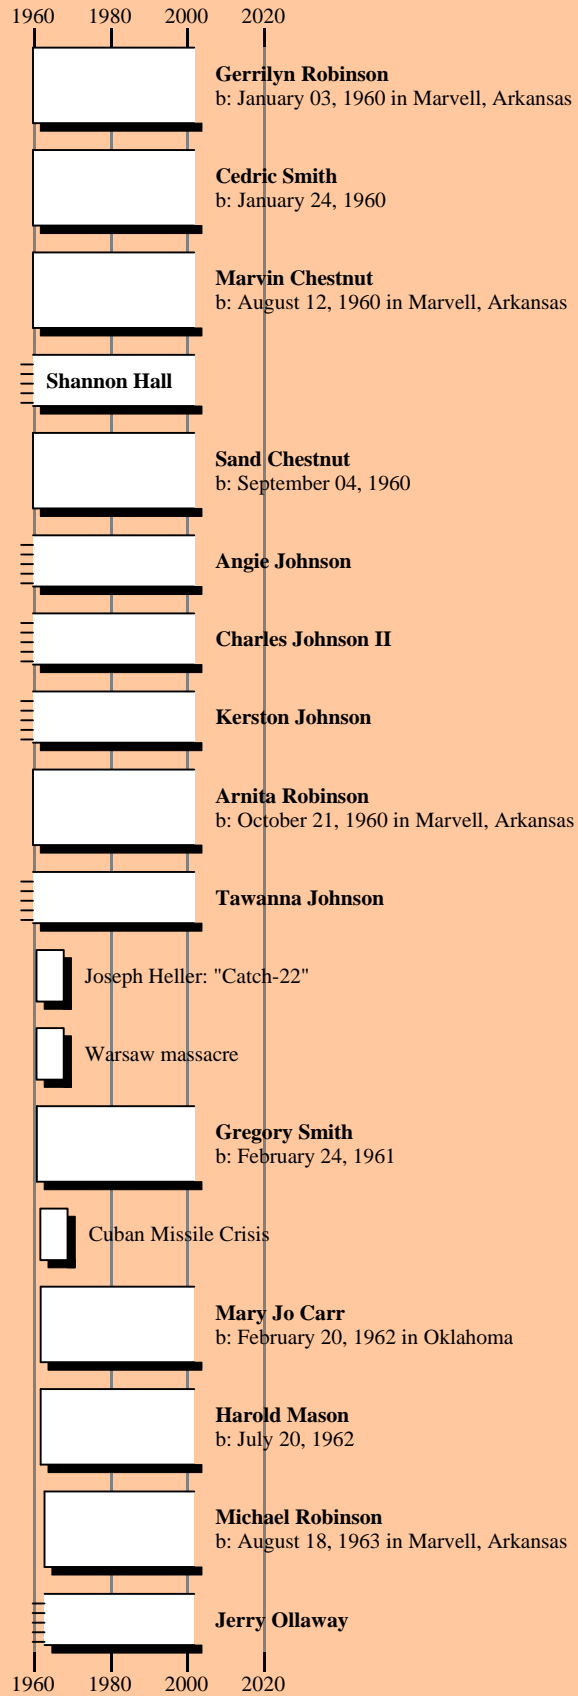 1960 1980 2000 2020
Gerrilyn Robinson
b: January 03, 1960 in Marvell, Arkansas
Cedric Smith
b: January 24, 1960
Marvin Chestnut
b: August 12, 1960 in Marvell, Arkansas
Shannon Hall
Sand Chestnut
b: September 04, 1960
Angie Johnson
Charles Johnson II
Kerston Johnson
Arnita Robinson
b: October 21, 1960 in Marvell, Arkansas
Tawanna Johnson
Joseph Heller: "Catch-22"
Warsaw massacre
Gregory Smith
b: February 24, 1961
Cuban Missile Crisis
Mary Jo Carr
b: February 20, 1962 in Oklahoma
Harold Mason
b: July 20, 1962
Michael Robinson
b: August 18, 1963 in Marvell, Arkansas
Jerry Ollaway
1960 1980 2000 2020